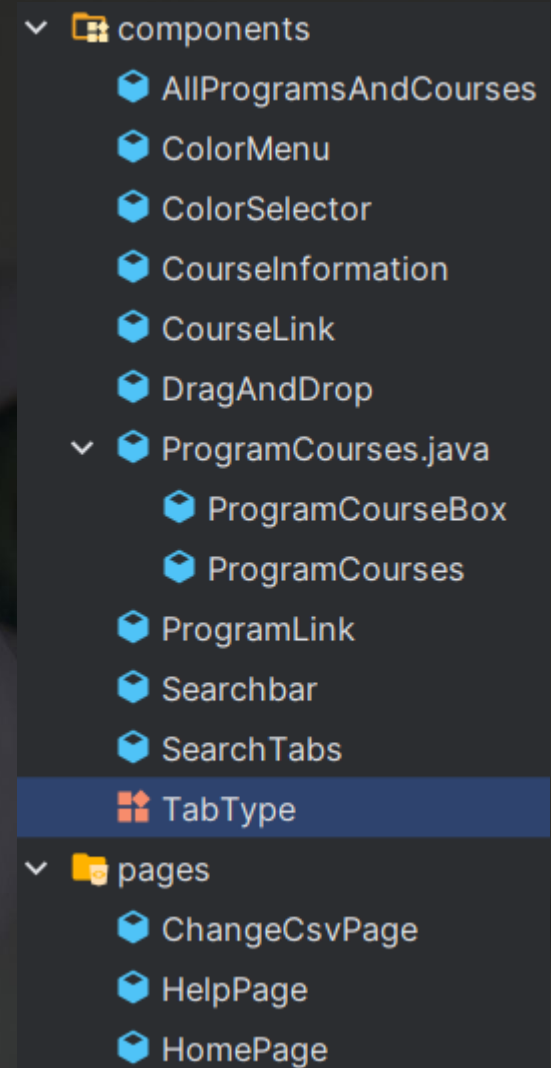 components
AllProgramsAndCourses
ColorMenu
ColorSelector
CourseInformation
CourseLink
DragAndDrop
ProgramCourses.java
ProgramCourseBox
ProgramCourses
ProgramLink
Searchbar
SearchTabs
TabType
pages
ChangeCsvPage
HelpPage
HomePage